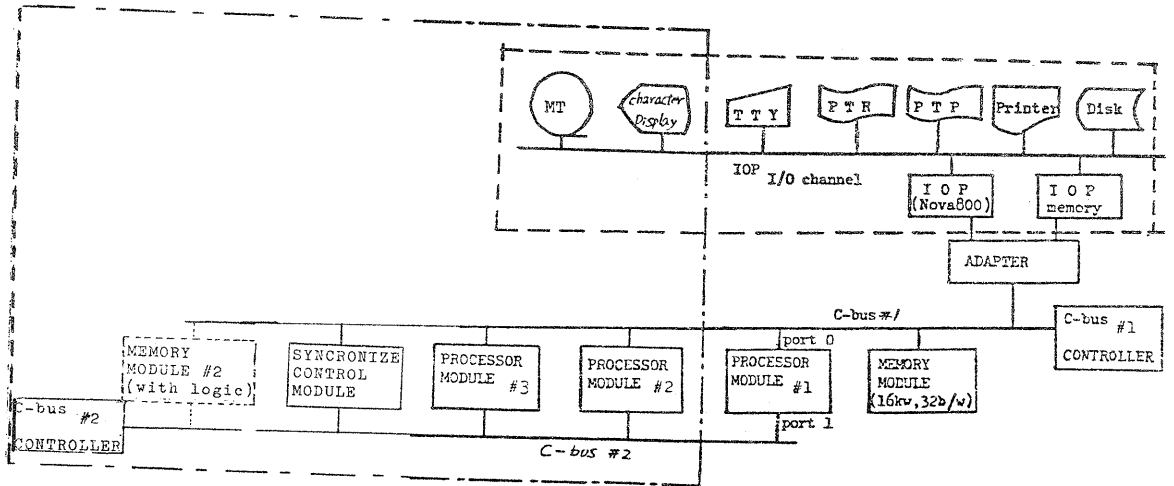 MT
character
Display
T T Y
P T R
P T P
Printer
Disk
IOP I/O channel
I O P
(Nova800)
I O P
memory
ADAPTER
C-bus #1
C-bus #1
CONTROLLER
port 0
MEMORY
MODULE #2
(with logic)
SYNCRONIZE
CONTROL
MODULE
PROCESSOR
MODULE #3
PROCESSOR
MODULE #2
PROCESSOR
MODULE #1
MEMORY
MODULE
(16kw,32b/w)
port 1
C-bus #2
CONTROLLER
C-bus #2